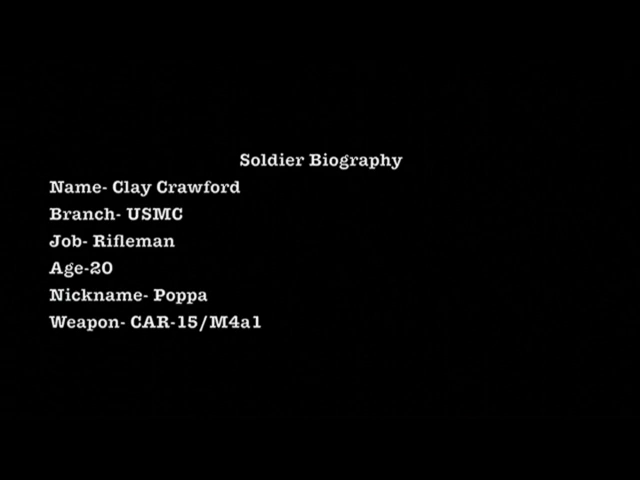 Soldier Biography
Name- Clay Crawford
Branch- USMC
Job- Rifleman
Age-20
Nickname- Poppa
Weapon- CAR-15/M4a1